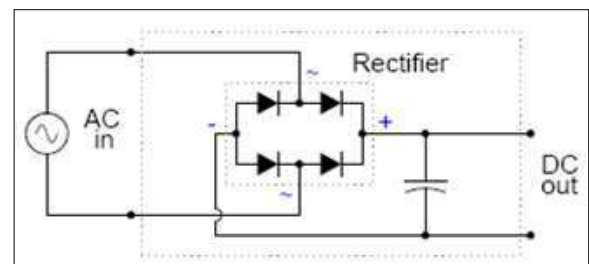 Rectifier
~
AC
in
-
+
~
DC
out